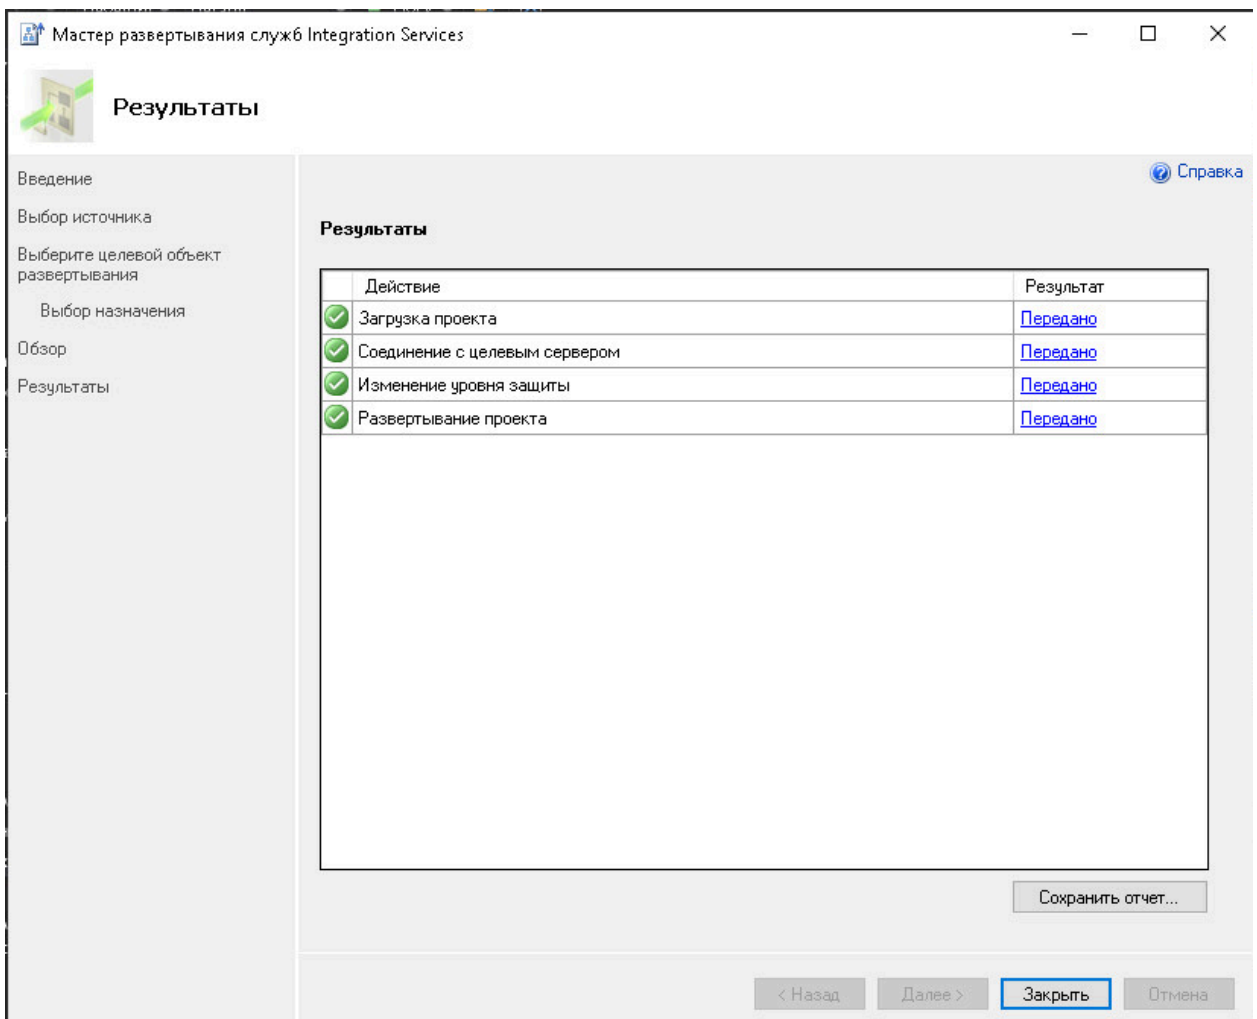 Мастер развертывания служб Integration Services
Результаты
Введение
Выбор источника
Выберите целевой объект
развертывания
Выбор назначения
Обзор
Результаты
Справка
Результаты
Действие Результат
Загрузка проекта Передано
Соединение с целевым сервером Передано
Изменение уровня защиты Передано
Развертывание проекта Передано
Сохранить отчет...
< Назад Далее > Закрыть Отмена